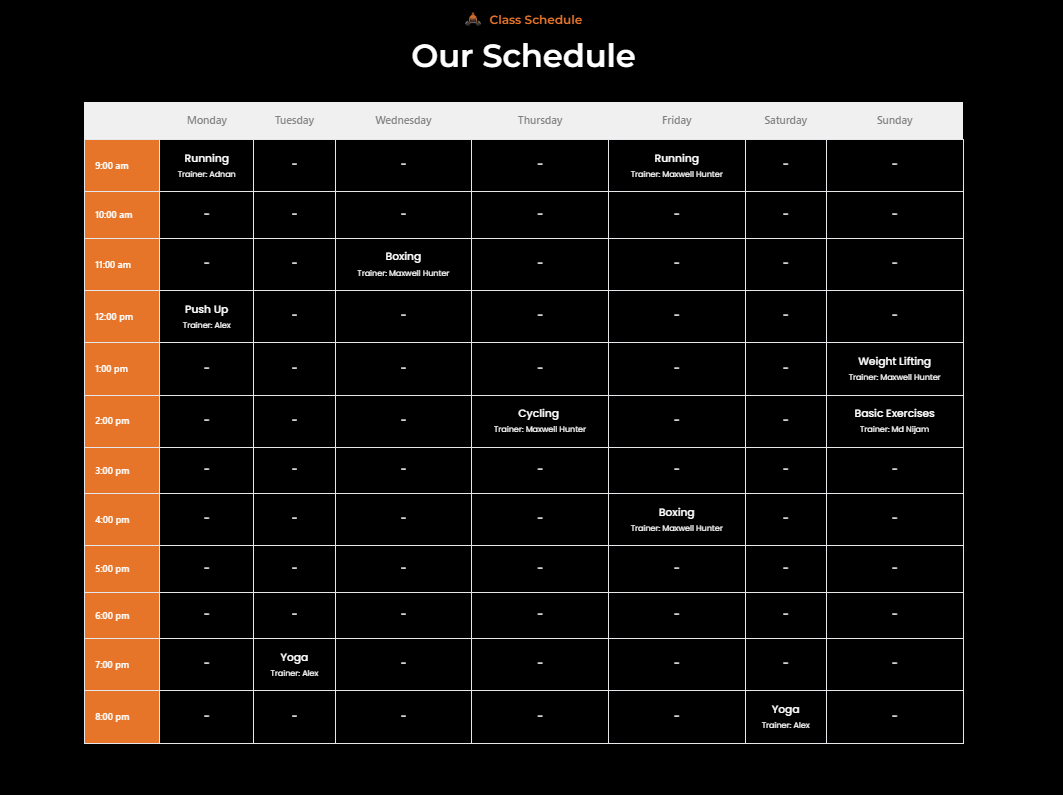 Class Schedule
Our Schedule
Monday Tuesday Wednesday Thursday Friday Saturday Sunday
9:00 am Running - - - Running - -
Trainer: Adnan Trainer: Maxwell Hunter
10:00 am - - - - - - -
11:00 am - - Boxing - - - -
Trainer: Maxwell Hunter
12:00 pm Push Up - - - - - -
Trainer: Alex
1:00 pm - - - - - - Weight Lifting
Trainer: Maxwell Hunter
2:00 pm - - - Cycling - - Basic Exercises
Trainer: Maxwell Hunter Trainer: Md Nijam
3:00 pm - - - - - - -
4:00 pm - - - - Boxing - -
Trainer: Maxwell Hunter
5:00 pm - - - - - - -
6:00 pm - - - - - - -
7:00 pm - Yoga - - - - -
Trainer: Alex
8:00 pm - - - - - Yoga -
Trainer: Alex